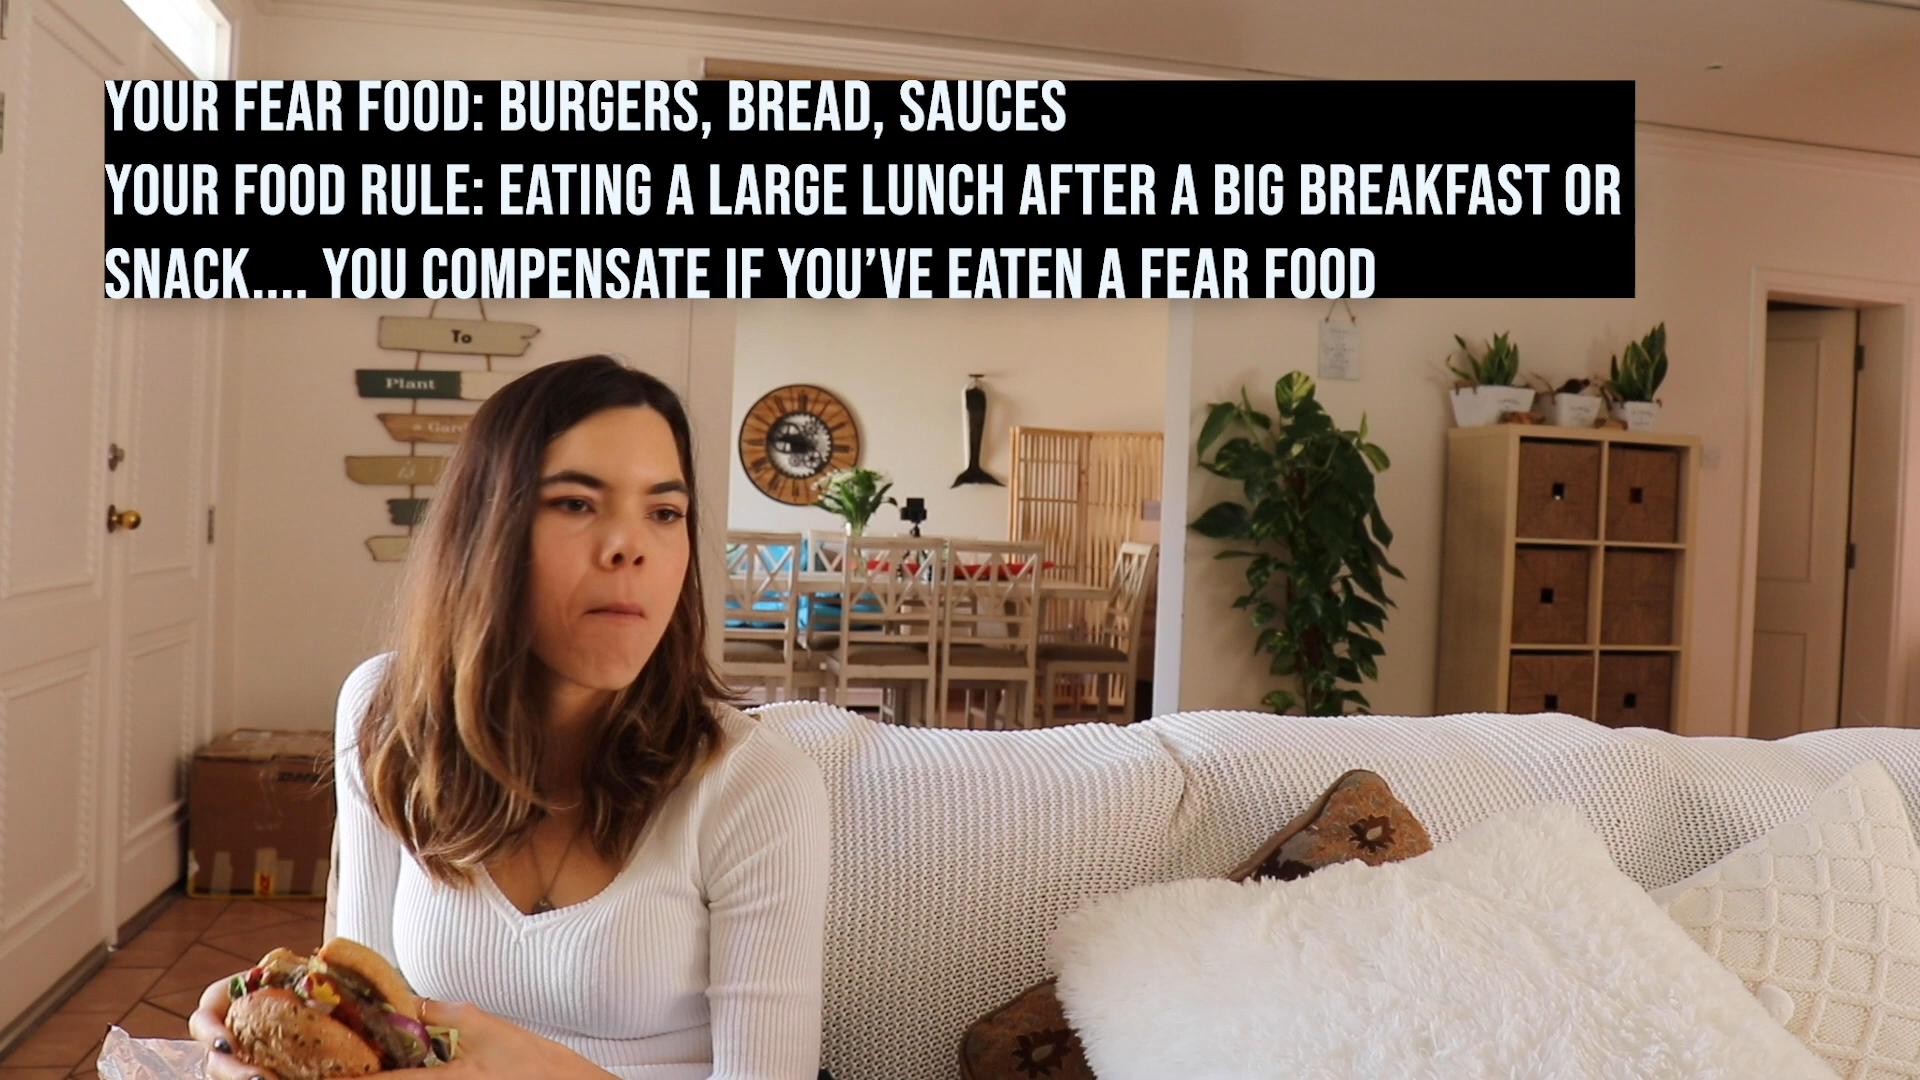 YOUR FEAR FOOD: BURGERS, BREAD, SAUCES
YOUR FOOD RULE: EATING A LARGE LUNCH AFTER A BIG BREAKFAST OR
SNACK.... YOU COMPENSATE IF YOU'VE EATEN A FEAR FOOD
To
Plant
a
is